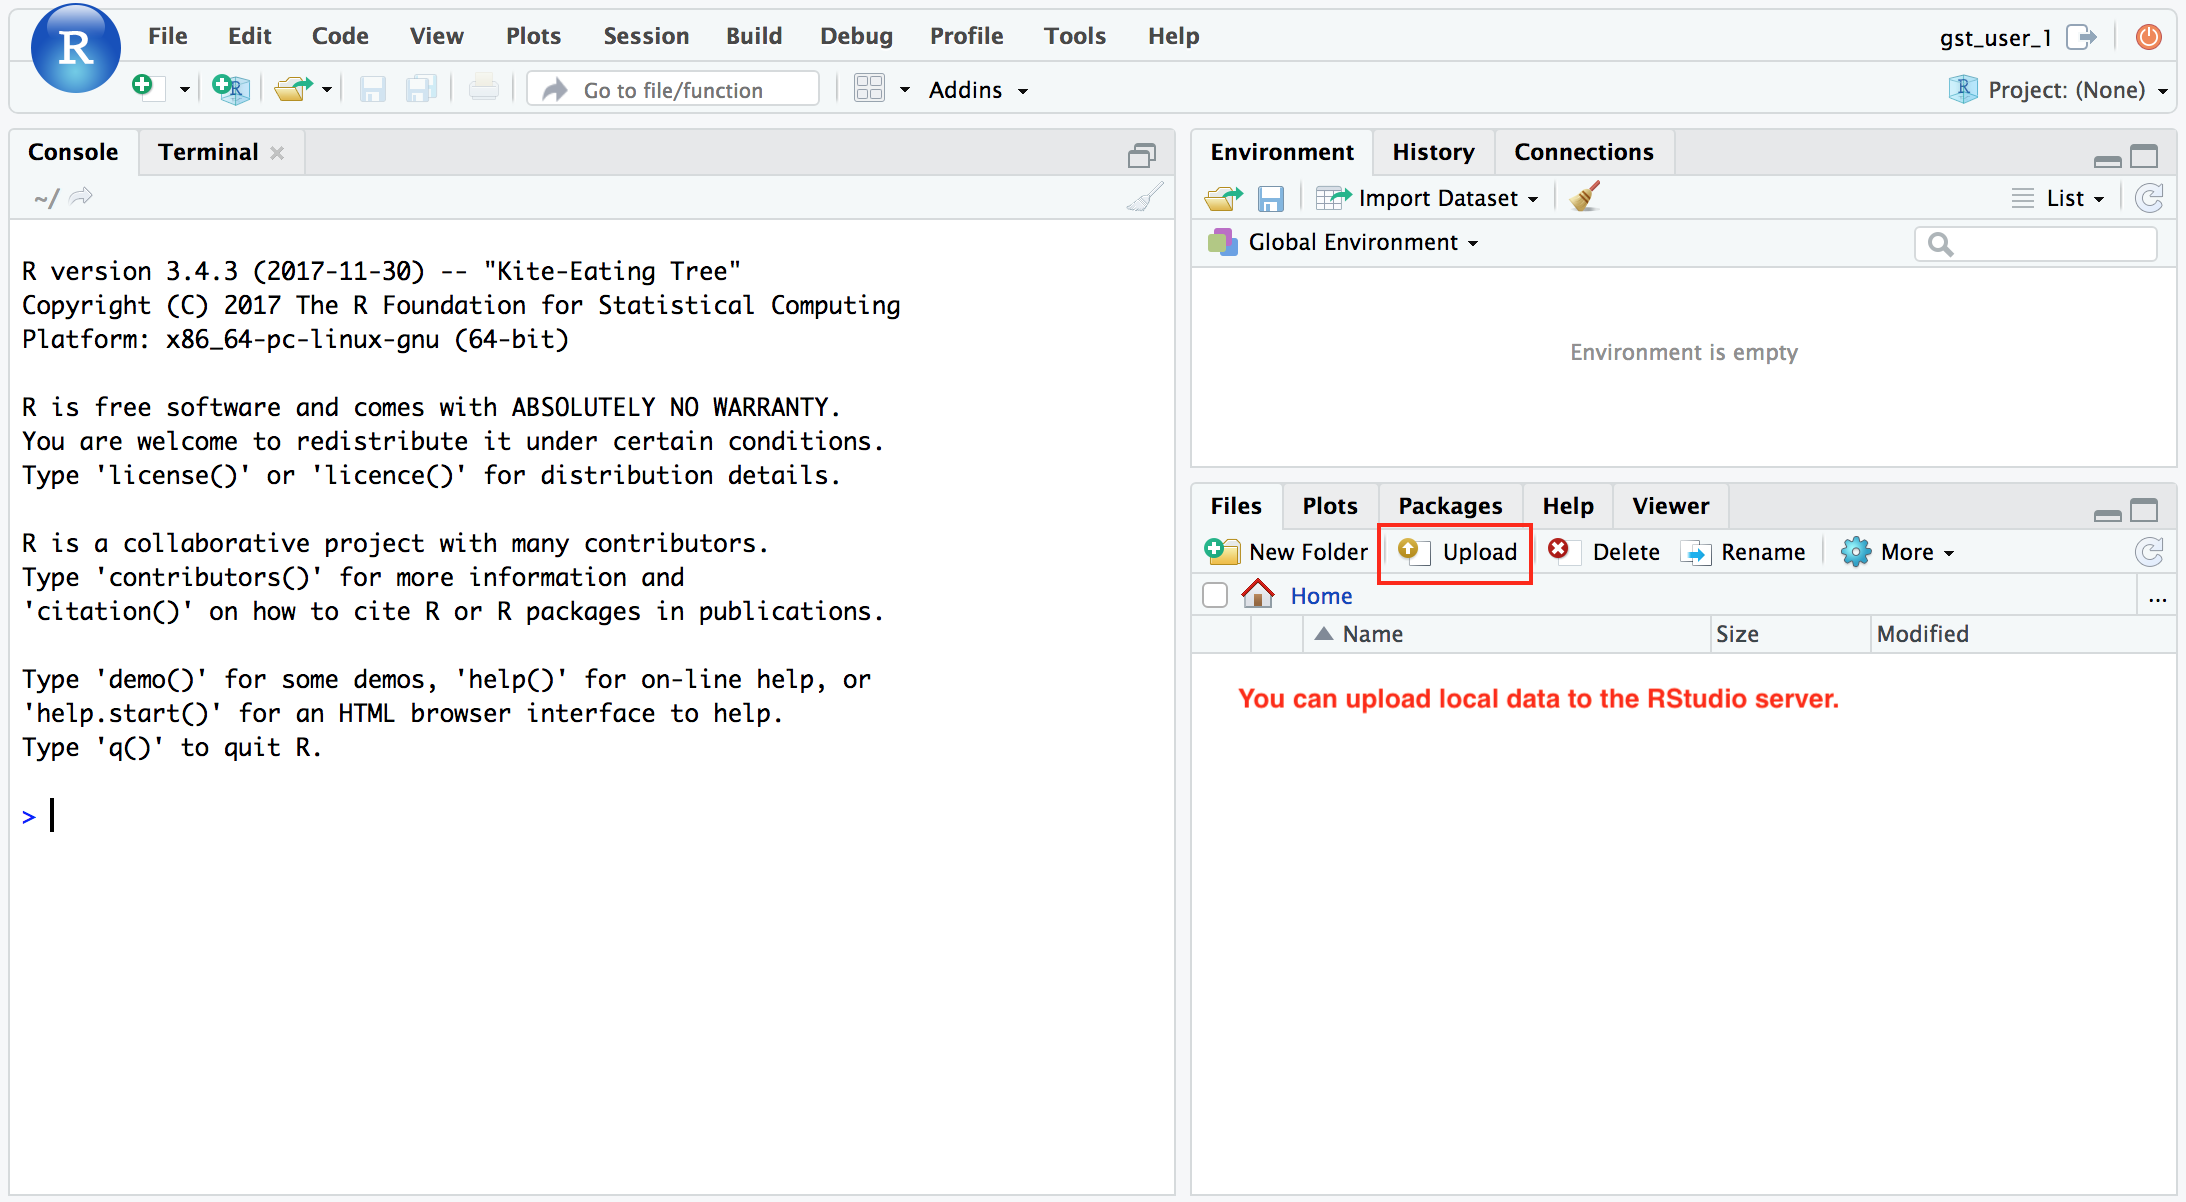 R
File Edit Code View Plots Session Build Debug Profile Tools Help
gst_user_1
R
Go to file/function
Addins
R
Project: (None)
Console
Terminal
~/
R version 3.4.3 (2017-11-30) -- "Kite-Eating Tree"
Copyright (C) 2017 The R Foundation for Statistical Computing
Platform: x86_64-pc-linux-gnu (64-bit)
R is free software and comes with ABSOLUTELY NO WARRANTY.
You are welcome to redistribute it under certain conditions.
Type 'license()' or 'licence()' for distribution details.
R is a collaborative project with many contributors.
Type 'contributors()' for more information and
'citation()' on how to cite R or R packages in publications.
Type 'demo()' for some demos, 'help()' for on-line help, or
'help.start()' for an HTML browser interface to help.
Type 'q()' to quit R.
>
Environment History Connections
Import Dataset
List
Global Environment
Environment is empty
Files Plots Packages Help Viewer
New Folder Upload Delete Rename More
Home
...
Name Size Modified
You can upload local data to the RStudio server.